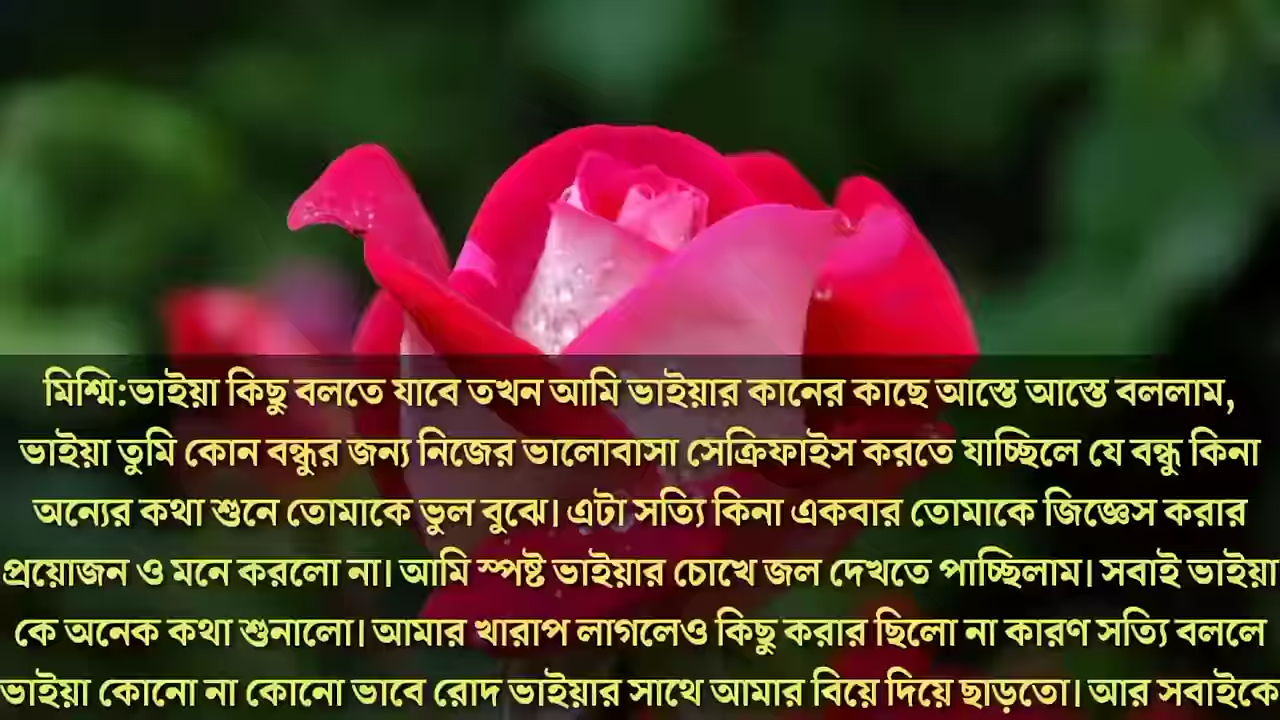 মিশ্মি:ভাইয়া কিছু বলতে যাবে তখন আমি ভাইয়ার কানের কাছে আস্তে আস্তে বললাম,
ভাইয়া তুমি কোন বন্ধুর জন্য নিজের ভালোবাসা সেক্রিফাইস করতে যাচ্ছিলে যে বন্ধু কিনা
অন্যের কথা শুনে তোমাকে ভুল বুঝে। এটা সত্যি কিনা একবার তোমাকে জিজ্ঞেস করার
প্রয়োজন ও মনে করলো না। আমি স্পষ্ট ভাইয়ার চোখে জল দেখতে পাচ্ছিলাম। সবাই ভাইয়া
কে অনেক কথা শুনালো। আমার খারাপ লাগলেও কিছু করার ছিলো না কারণ সত্যি বললে
ভাইয়া কোনো না কোনো ভাবে রোদ ভাইয়ার সাথে আমার বিয়ে দিয়ে ছাড়তো। আর সবাইকে